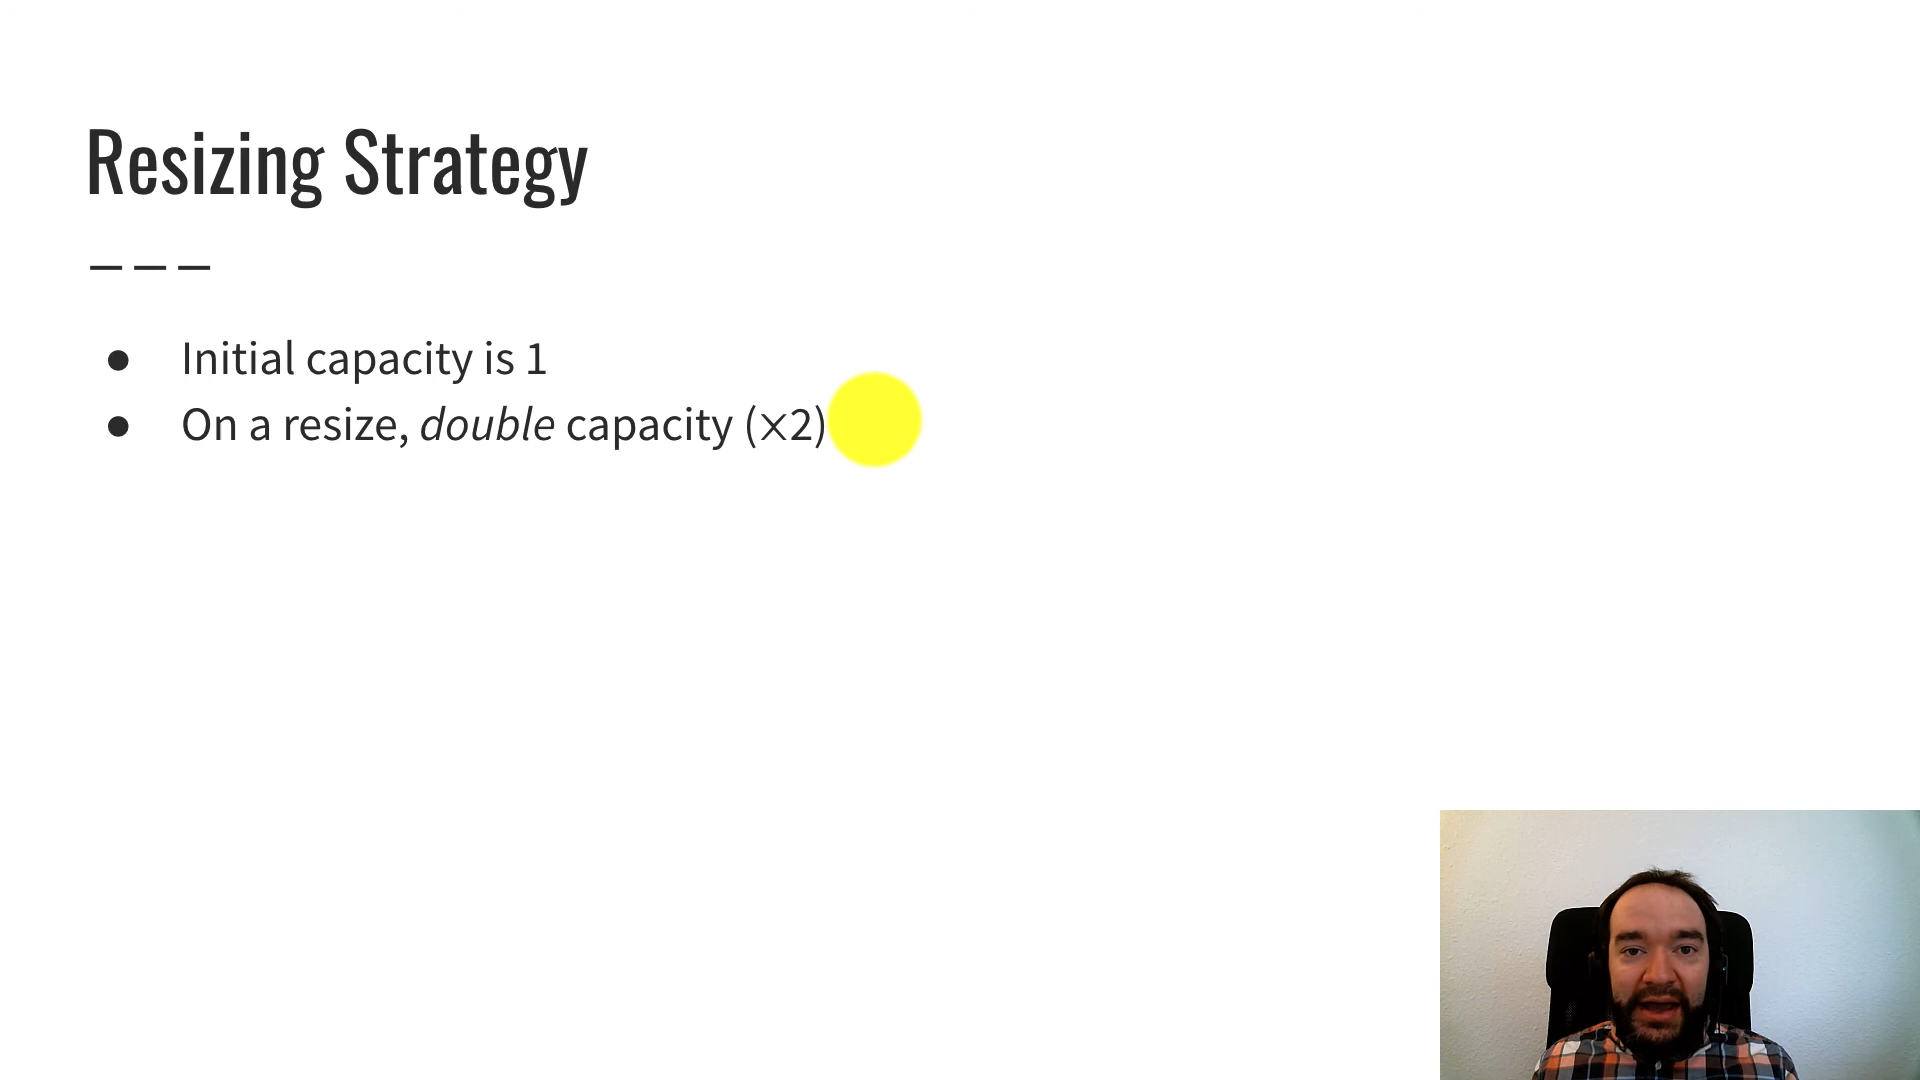 Resizing Strategy
● Initial capacity is 1
● On a resize, double capacity (×2)